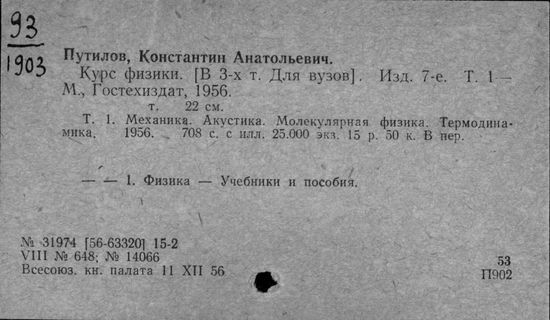 93
1903
Путилов, Константин Анатольевич.
Курс физики. [В 3-х т. Для вузов]. Изд. 7-е. Т. 1—
М., Гостехиздат, 1956.
т. 22 см.
Т. 1. Механика. Акустика. Молекулярная физика. Термодина-
мика. 1956. 708 с. с илл. 25.000 экз. 15 р. 50 к. В пер.
— — 1. Физика — Учебники и пособия.
№ 31974 [56-63320] 15-2
VIII № 648; № 14066
Всесоюз. кн. палата 11 XII 56
53
П902